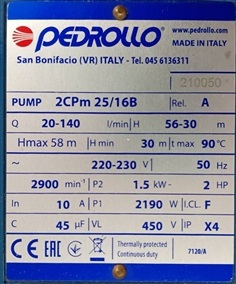 PEDROLLO
www.pedrollo.com
MADE IN ITALY
San Bonifacio (VR) ITALY - Tel. 045 6136311
210050
PUMP 2CPm 25/16B Rel. A
Q 20-140 l/min H 56-30 m
Hmax 58 m H min 30 m t max 90°C
~ 220-230 V 50 Hz
2900 min⁻¹ P2 1.5 kW - 2 HP
In 10 A P1 2190 W I.CL. F
C 45 µF VL 450 V IP X4
CE EAC Thermally protected
Continuous duty 7120/A